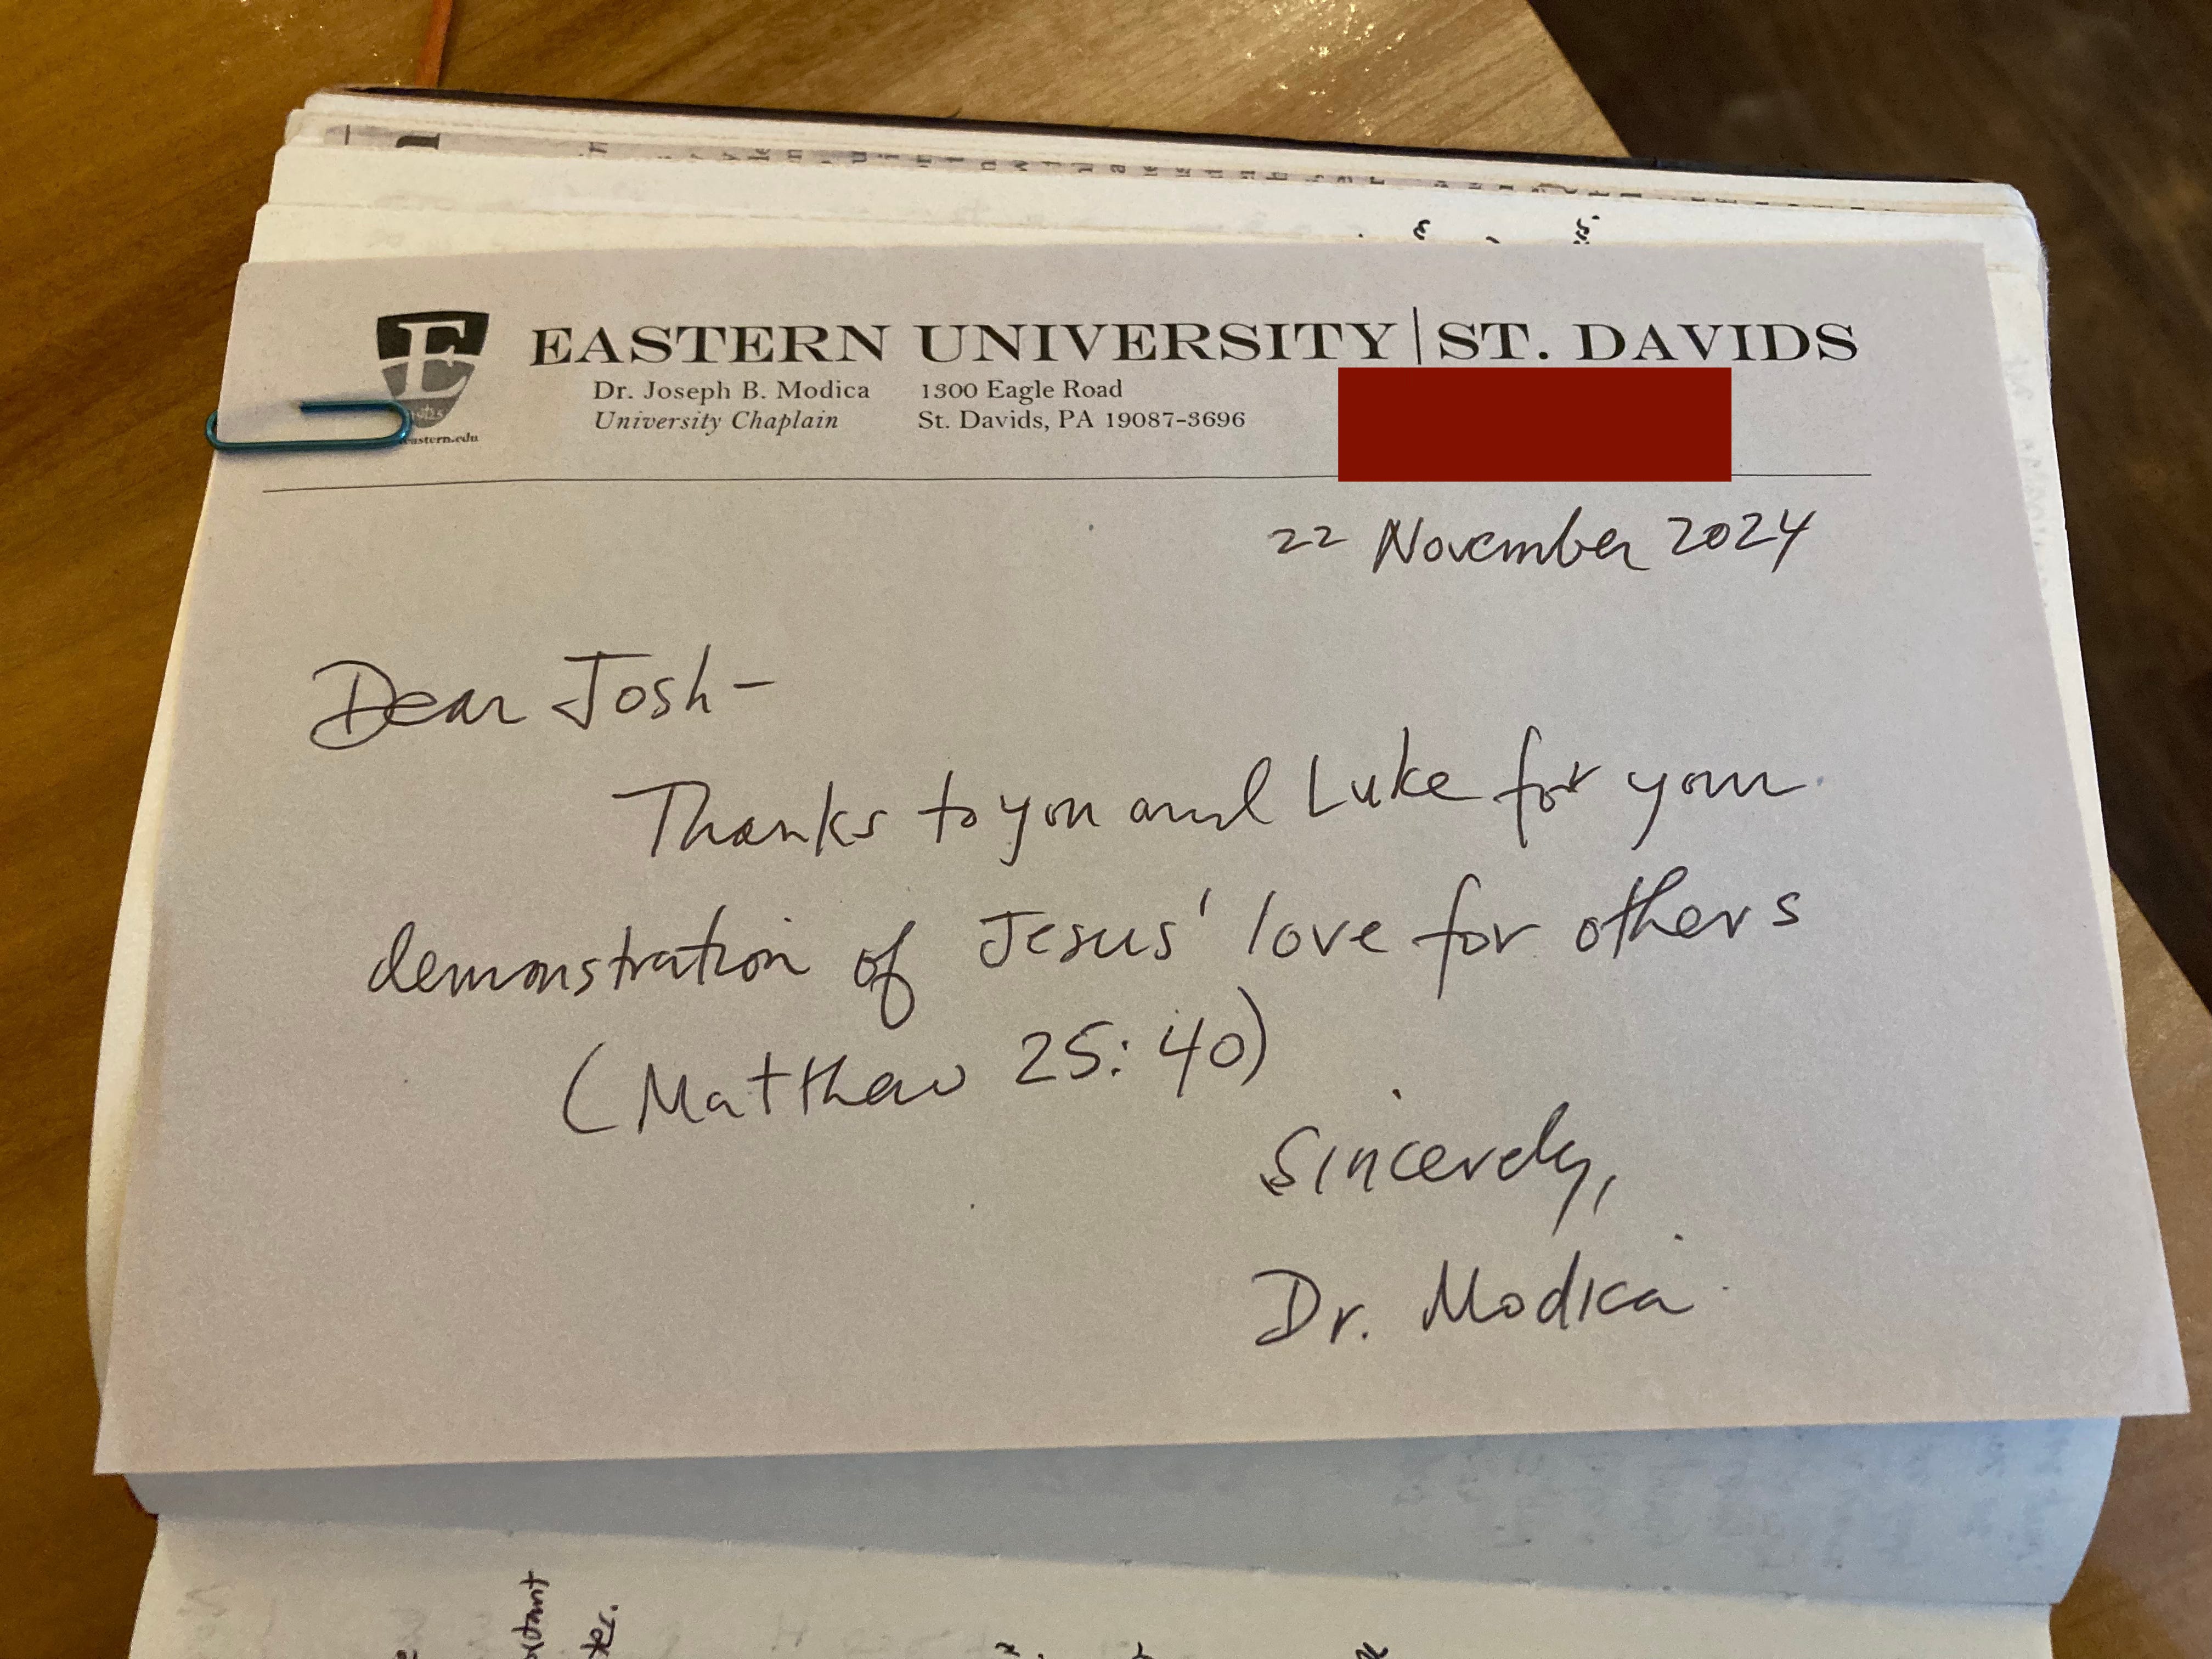 EASTERN UNIVERSITY | ST. DAVIDS
Dr. Joseph B. Modica 1300 Eagle Road
University Chaplain St. Davids, PA 19087-3696
eastern.edu
22 November 2024
Dear Josh-
Thanks to you and Luke for your
demonstration of Jesus' love for others
(Matthew 25:40)
Sincerely,
Dr. Modica